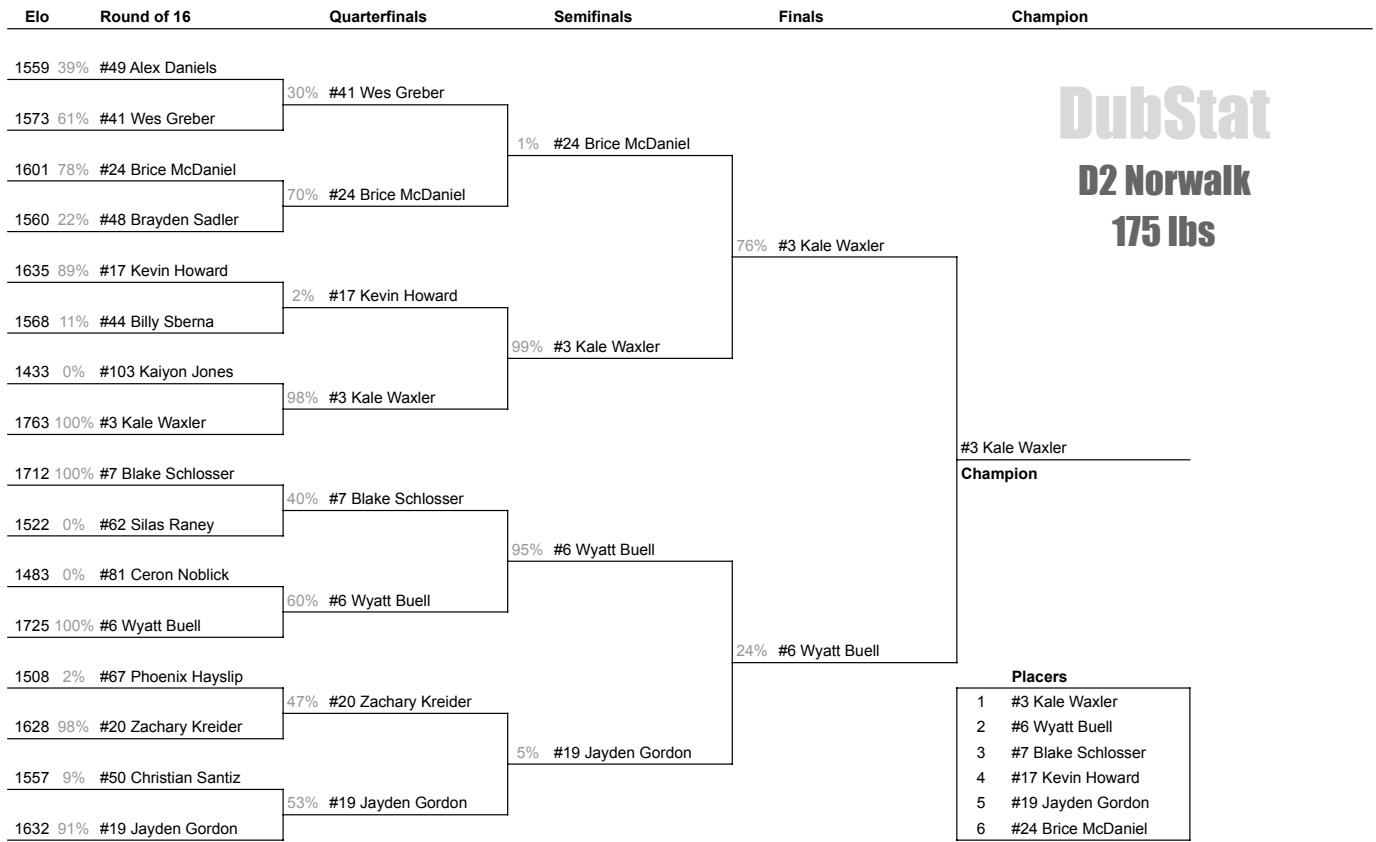 Elo Round of 16 Quarterfinals Semifinals Finals Champion
1559 39% #49 Alex Daniels
30% #41 Wes Greber
1573 61% #41 Wes Greber
1% #24 Brice McDaniel
1601 78% #24 Brice McDaniel
70% #24 Brice McDaniel
1560 22% #48 Brayden Sadler
76% #3 Kale Waxler
1635 89% #17 Kevin Howard
2% #17 Kevin Howard
1568 11% #44 Billy Sberna
99% #3 Kale Waxler
1433 0% #103 Kaiyon Jones
98% #3 Kale Waxler
1763 100% #3 Kale Waxler
#3 Kale Waxler
Champion
1712 100% #7 Blake Schlosser
40% #7 Blake Schlosser
1522 0% #62 Silas Raney
95% #6 Wyatt Buell
1483 0% #81 Ceron Noblick
60% #6 Wyatt Buell
1725 100% #6 Wyatt Buell
24% #6 Wyatt Buell
1508 2% #67 Phoenix Hayslip
47% #20 Zachary Kreider
1628 98% #20 Zachary Kreider
5% #19 Jayden Gordon
1557 9% #50 Christian Santiz
53% #19 Jayden Gordon
1632 91% #19 Jayden Gordon
DubStat
D2 Norwalk
175 lbs
Placers
1 #3 Kale Waxler
2 #6 Wyatt Buell
3 #7 Blake Schlosser
4 #17 Kevin Howard
5 #19 Jayden Gordon
6 #24 Brice McDaniel